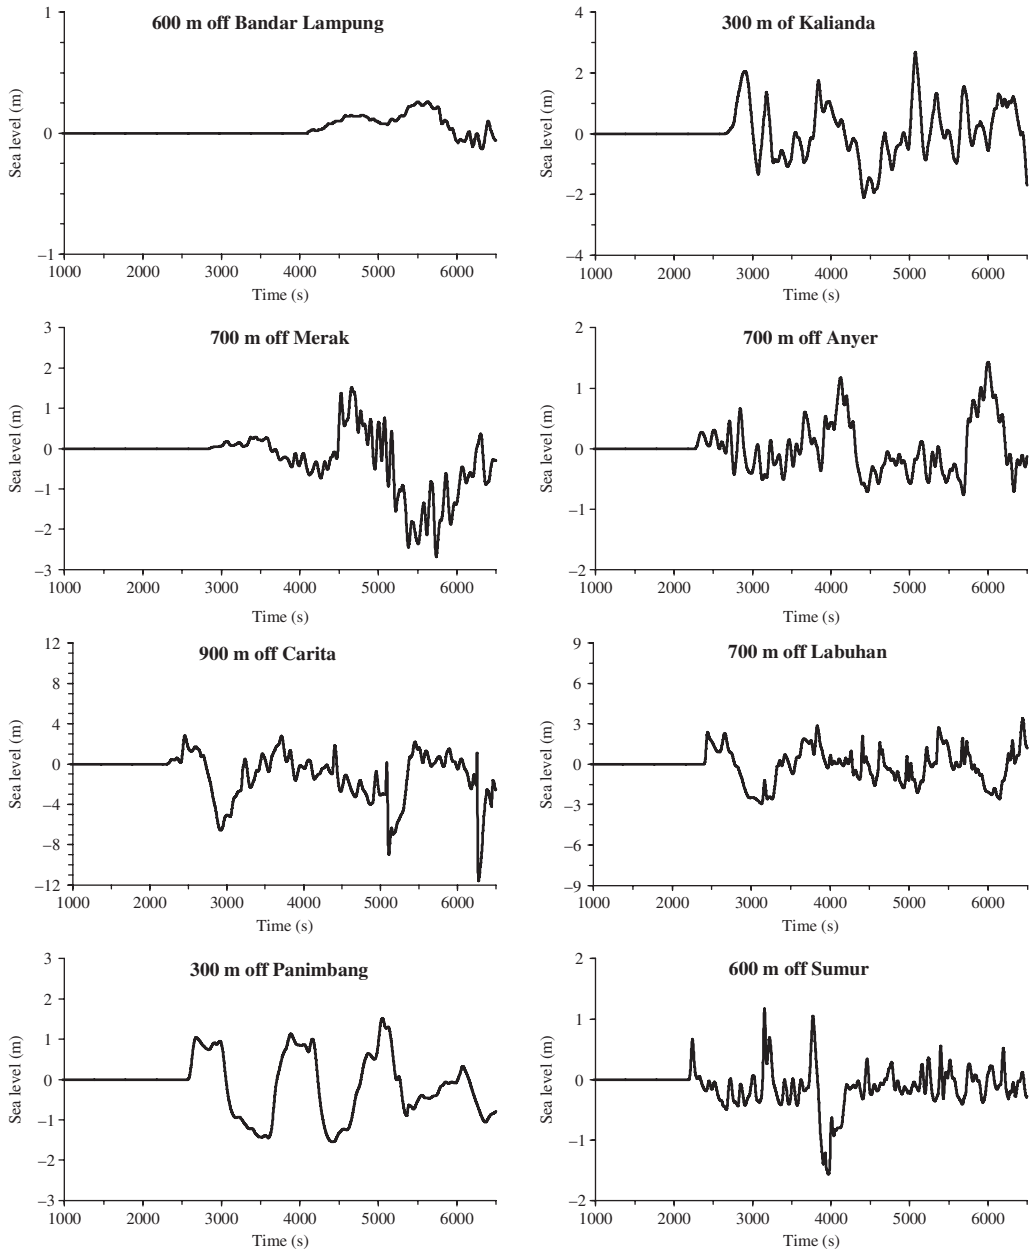 600 m off Bandar Lampung
1
0
–1
Sea level (m)
1000 2000 3000 4000 5000 6000
Time (s)
300 m of Kalianda
4
2
0
–2
–4
Sea level (m)
1000 2000 3000 4000 5000 6000
Time (s)
700 m off Merak
3
2
1
0
–1
–2
–3
Sea level (m)
1000 2000 3000 4000 5000 6000
Time (s)
700 m off Anyer
2
1
0
–1
–2
Sea level (m)
1000 2000 3000 4000 5000 6000
Time (s)
900 m off Carita
12
8
4
0
–4
–8
–12
Sea level (m)
1000 2000 3000 4000 5000 6000
Time (s)
700 m off Labuhan
9
6
3
0
–3
–6
–9
Sea level (m)
1000 2000 3000 4000 5000 6000
Time (s)
300 m off Panimbang
3
2
1
0
–1
–2
–3
Sea level (m)
1000 2000 3000 4000 5000 6000
Time (s)
600 m off Sumur
2
1
0
–1
–2
Sea level (m)
1000 2000 3000 4000 5000 6000
Time (s)